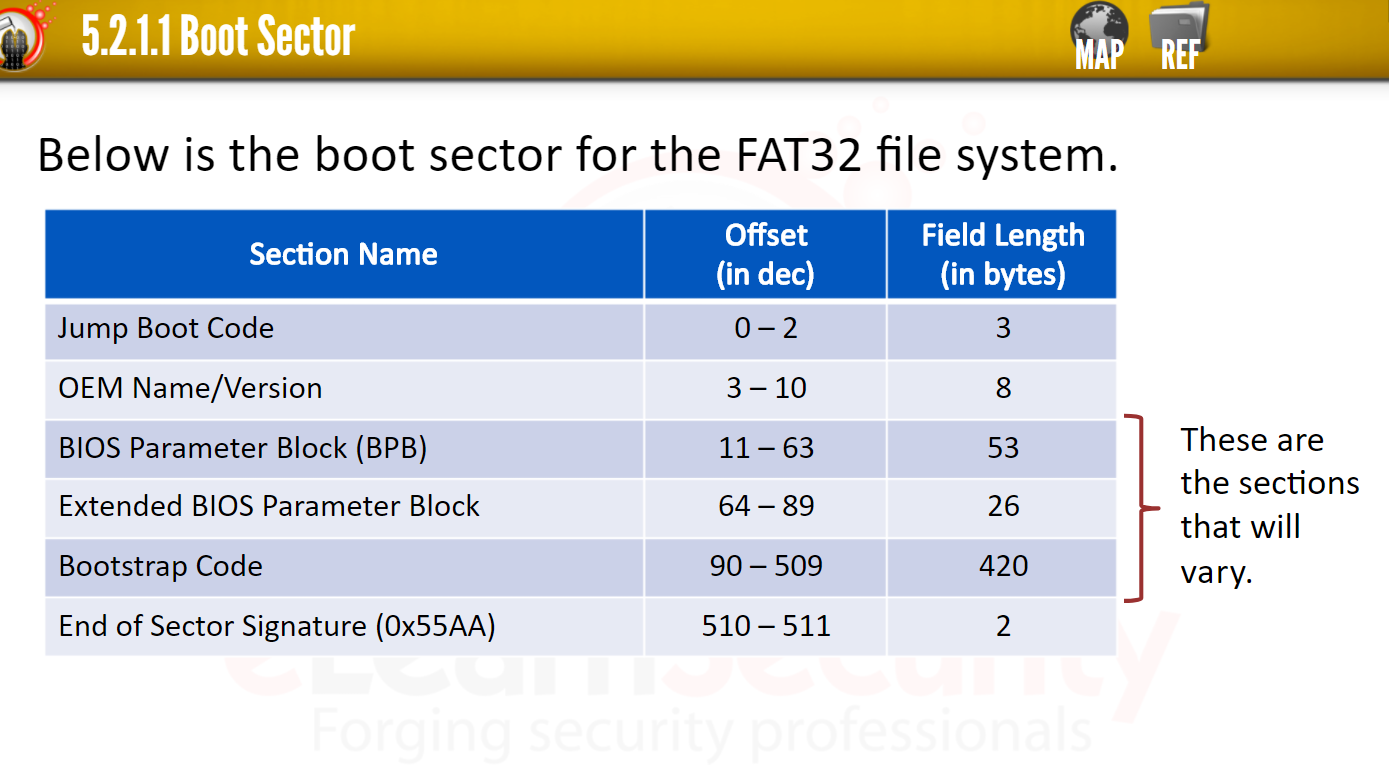 5.2.1.1 Boot Sector
MAP
REF
Below is the boot sector for the FAT32 file system.
Section Name
Offset
(in dec)
Field Length
(in bytes)
Jump Boot Code 0 – 2 3
OEM Name/Version 3 – 10 8
BIOS Parameter Block (BPB) 11 – 63 53
Extended BIOS Parameter Block 64 – 89 26
Bootstrap Code 90 – 509 420
End of Sector Signature (0x55AA) 510 – 511 2
These are
the sections
that will
vary.
eLearnSecurity
Forging security professionals